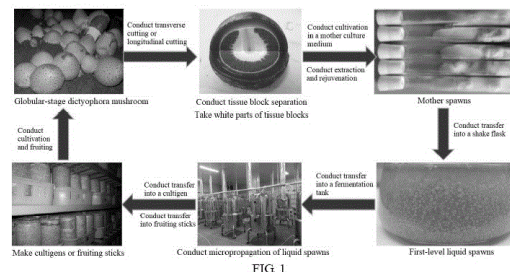 Conduct transverse
cutting or
longitudinal cutting
Conduct cultivation
in a mother culture
medium
Conduct extraction
and rejuvenation
Globular-stage dictyophora mushroom
Conduct tissue block separation
Take white parts of tissue blocks
Mother spawns
Conduct
cultivation
and fruiting
Conduct transfer
into a shake flask
Conduct transfer
into a cultigen
Conduct transfer
into fruiting sticks
Conduct transfer
into a fermentation
tank
Make cultigens or fruiting sticks
Conduct micropropagation of liquid spawns
First-level liquid spawns
FIG. 1